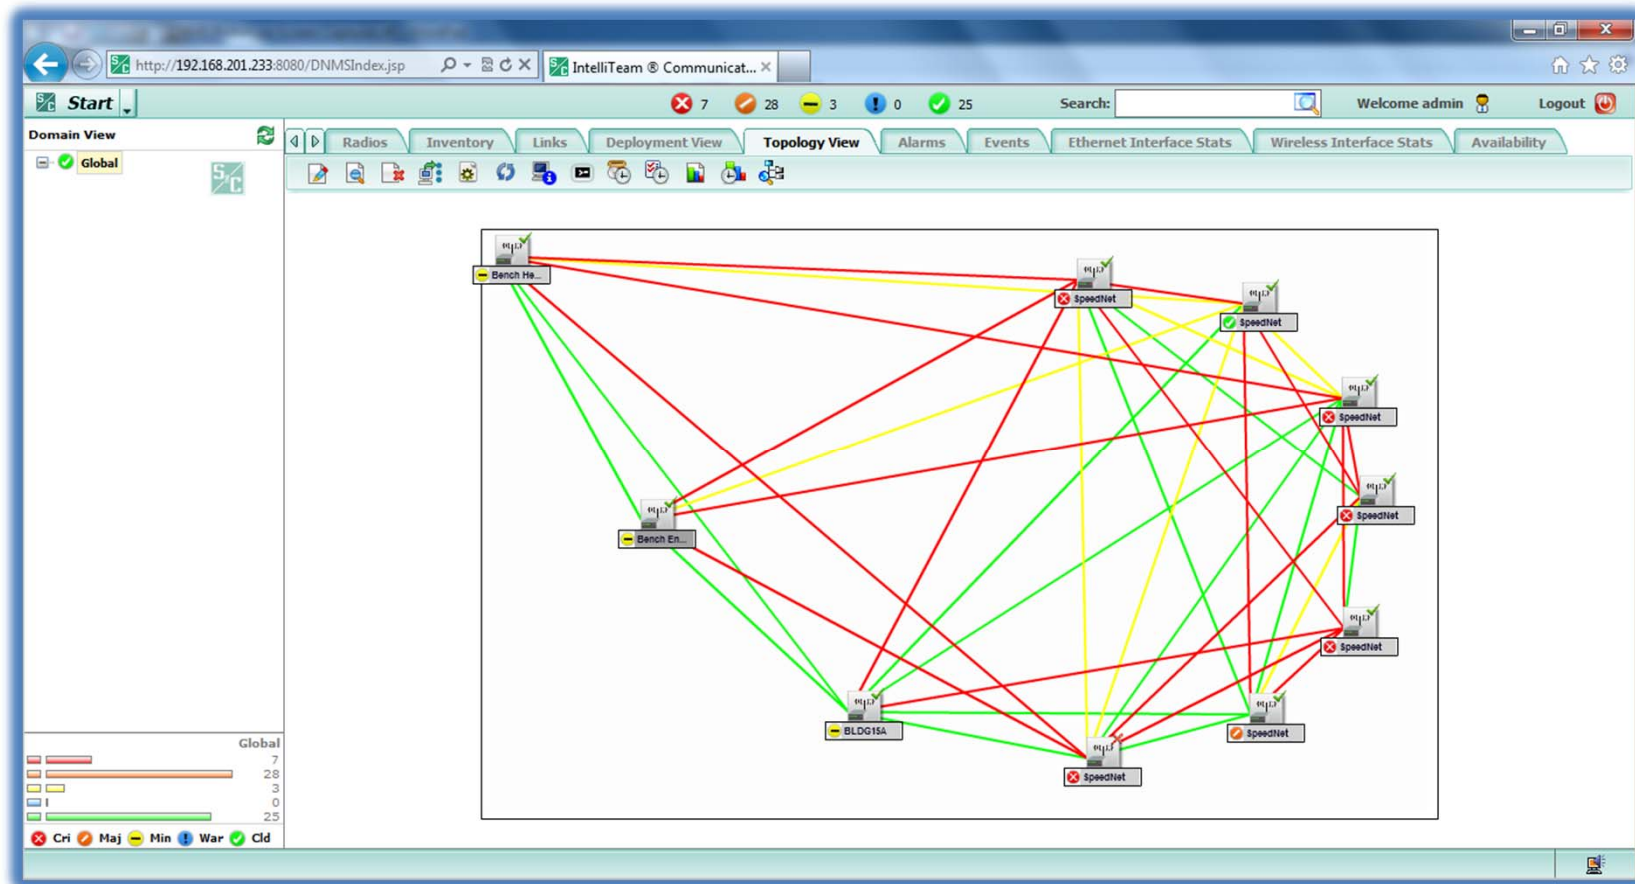 http://192.168.201.233:8080/DNMSIndex.jsp
IntelliTeam ® Communicat...
Start
7
28
3
0
25
Search:
Welcome admin
Logout
Domain View
Global
S&C
Radios
Inventory
Links
Deployment View
Topology View
Alarms
Events
Ethernet Interface Stats
Wireless Interface Stats
Availability
Bench He...
SpeedNet
SpeedNet
SpeedNet
SpeedNet
Bench En...
SpeedNet
BLDG15A
SpeedNet
SpeedNet
Global
7
28
3
0
25
Cri Maj Min War Cld